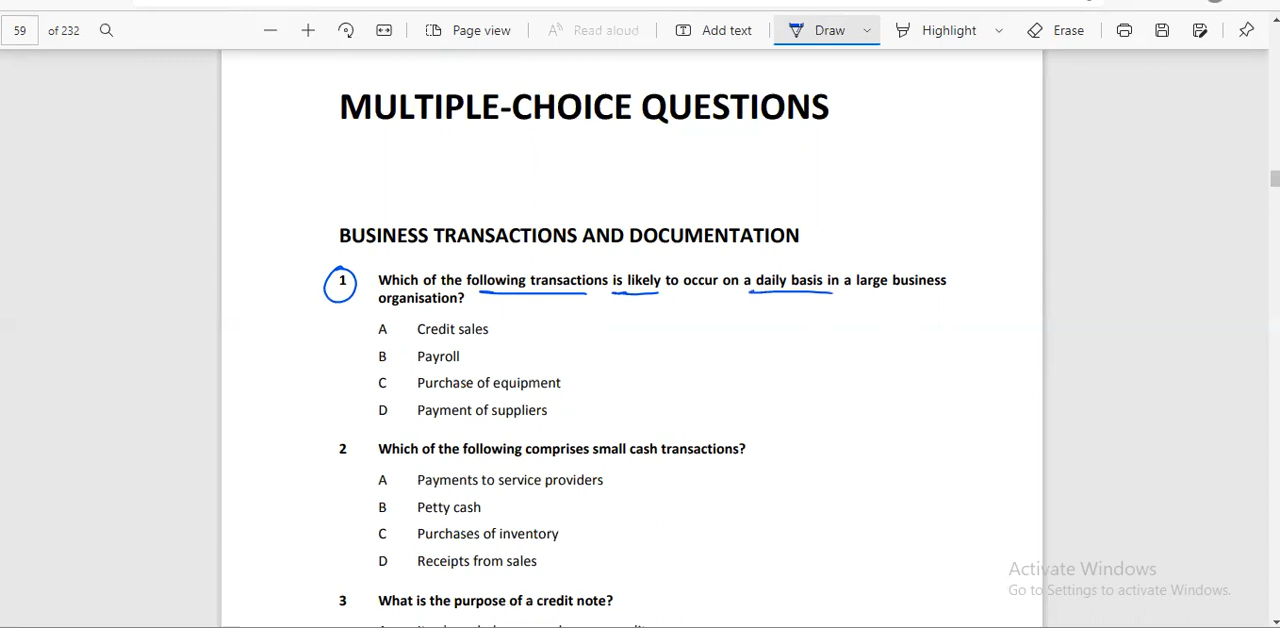 59 of 232 Page view Read aloud Add text Draw Highlight Erase
MULTIPLE-CHOICE QUESTIONS
BUSINESS TRANSACTIONS AND DOCUMENTATION
1 Which of the following transactions is likely to occur on a daily basis in a large business
organisation?
A Credit sales
B Payroll
C Purchase of equipment
D Payment of suppliers
2 Which of the following comprises small cash transactions?
A Payments to service providers
B Petty cash
C Purchases of inventory
D Receipts from sales
Activate Windows
Go to Settings to activate Windows.
3 What is the purpose of a credit note?